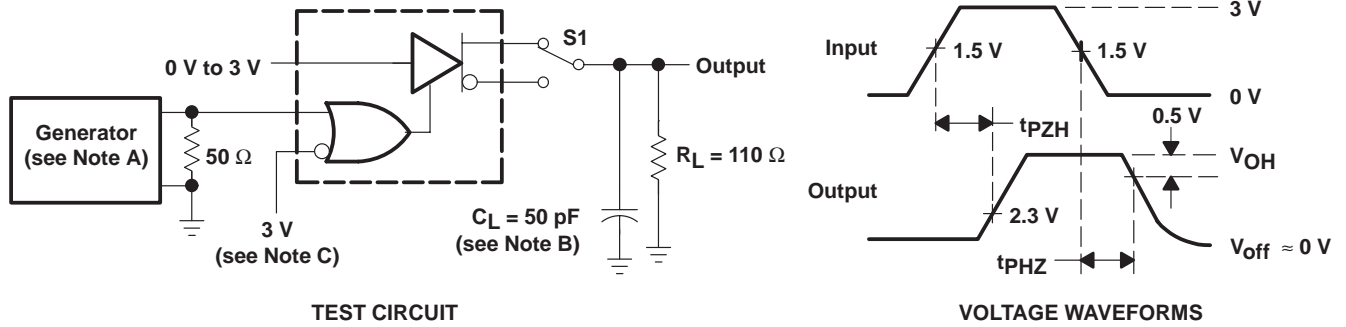 0 V to 3 V
Generator
(see Note A)
50 Ω
3 V
(see Note C)
S1
Output
RL = 110 Ω
CL = 50 pF
(see Note B)
TEST CIRCUIT
3 V
Input
1.5 V
1.5 V
0 V
0.5 V
tPZH
VOH
Output
2.3 V
Voff ≈ 0 V
tPHZ
VOLTAGE WAVEFORMS